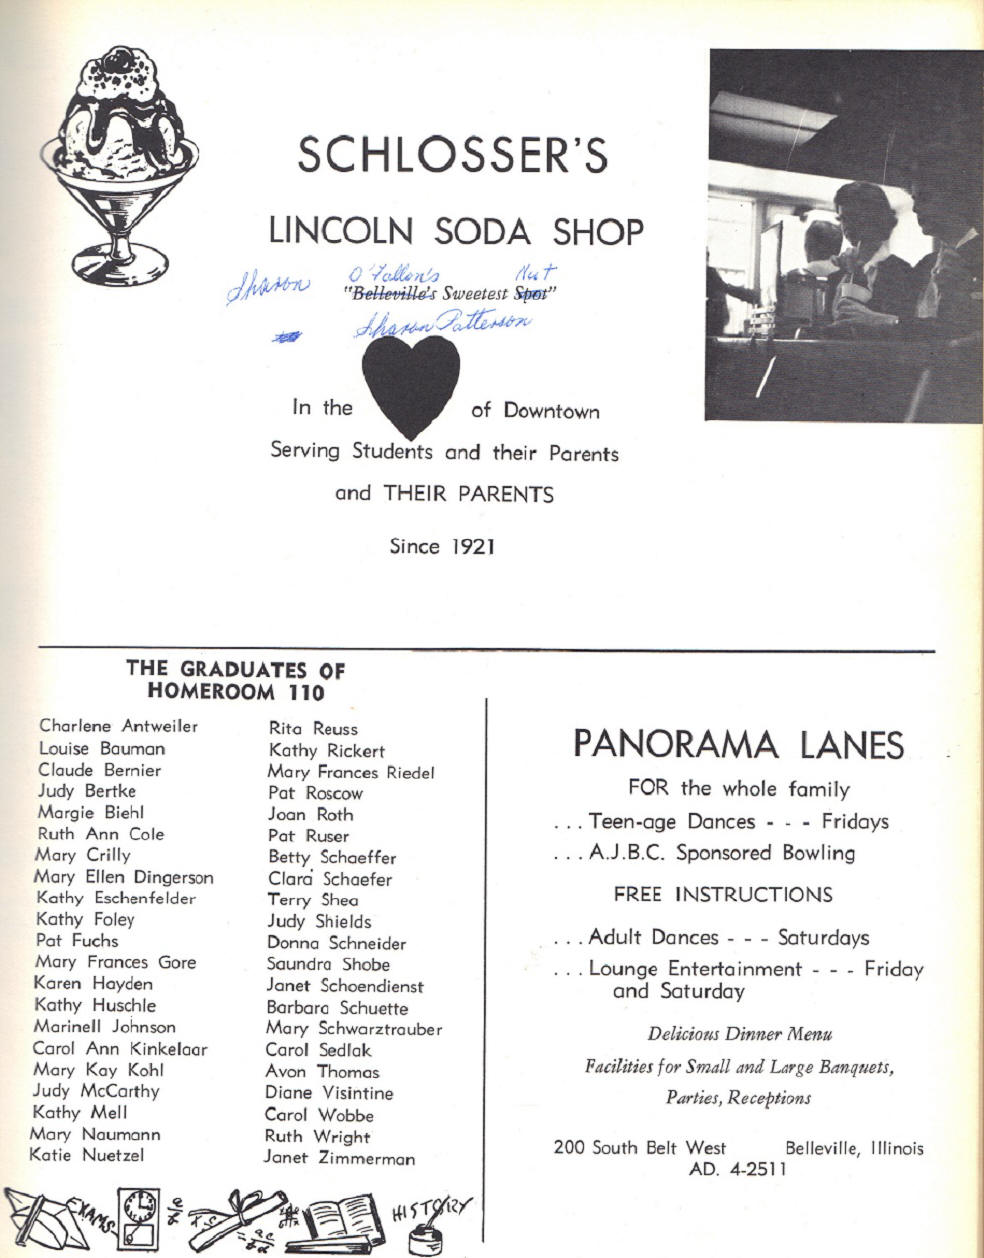 SCHLOSSER'S
LINCOLN SODA SHOP
Sharon O'Fallon's Nut
"Belleville's Sweetest Spot"
Sharon Patterson
In the of Downtown
Serving Students and their Parents
and THEIR PARENTS
Since 1921
THE GRADUATES OF
HOMEROOM 110
Charlene Antweiler
Louise Bauman
Claude Bernier
Judy Bertke
Margie Biehl
Ruth Ann Cole
Mary Crilly
Mary Ellen Dingerson
Kathy Eschenfelder
Kathy Foley
Pat Fuchs
Mary Frances Gore
Karen Hayden
Kathy Huschle
Marinell Johnson
Carol Ann Kinkelaar
Mary Kay Kohl
Judy McCarthy
Kathy Mell
Mary Naumann
Katie Nuetzel
Rita Reuss
Kathy Rickert
Mary Frances Riedel
Pat Roscow
Joan Roth
Pat Ruser
Betty Schaeffer
Clara Schaefer
Terry Shea
Judy Shields
Donna Schneider
Saundra Shobe
Janet Schoendienst
Barbara Schuette
Mary Schwarztrauber
Carol Sedlak
Avon Thomas
Diane Visintine
Carol Wobbe
Ruth Wright
Janet Zimmerman
EXAMS
HISTORY
PANORAMA LANES
FOR the whole family
...Teen-age Dances - - - Fridays
...A.J.B.C. Sponsored Bowling
FREE INSTRUCTIONS
...Adult Dances - - - Saturdays
...Lounge Entertainment - - - Friday
and Saturday
Delicious Dinner Menu
Facilities for Small and Large Banquets,
Parties, Receptions
200 South Belt West Belleville, Illinois
AD. 4-2511